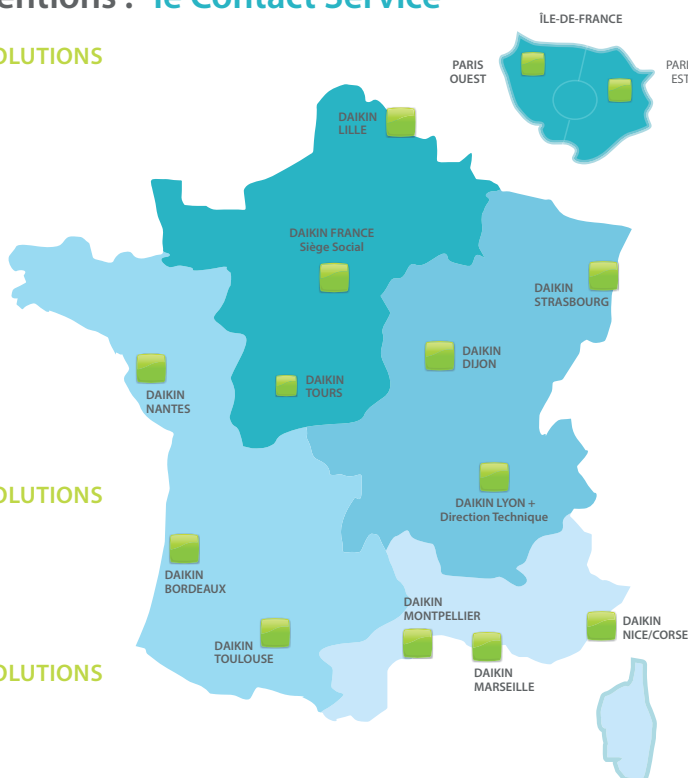 le Contact Service
ÎLE-DE-FRANCE
OLUTIONS
PARIS
OUEST
EST
DAIKIN
LILLE
DAIKIN FRANCE
Siège Social
DAIKIN
STRASBOURG
DAIKIN
DIJON
DAIKIN
TOURS
DAIKIN
NANTES
OLUTIONS
DAIKIN LYON +
Direction Technique
DAIKIN
BORDEAUX
DAIKIN
MONTPELLIER
DAIKIN
NICE/CORSE
DAIKIN
TOULOUSE
OLUTIONS
DAIKIN
MARSEILLE